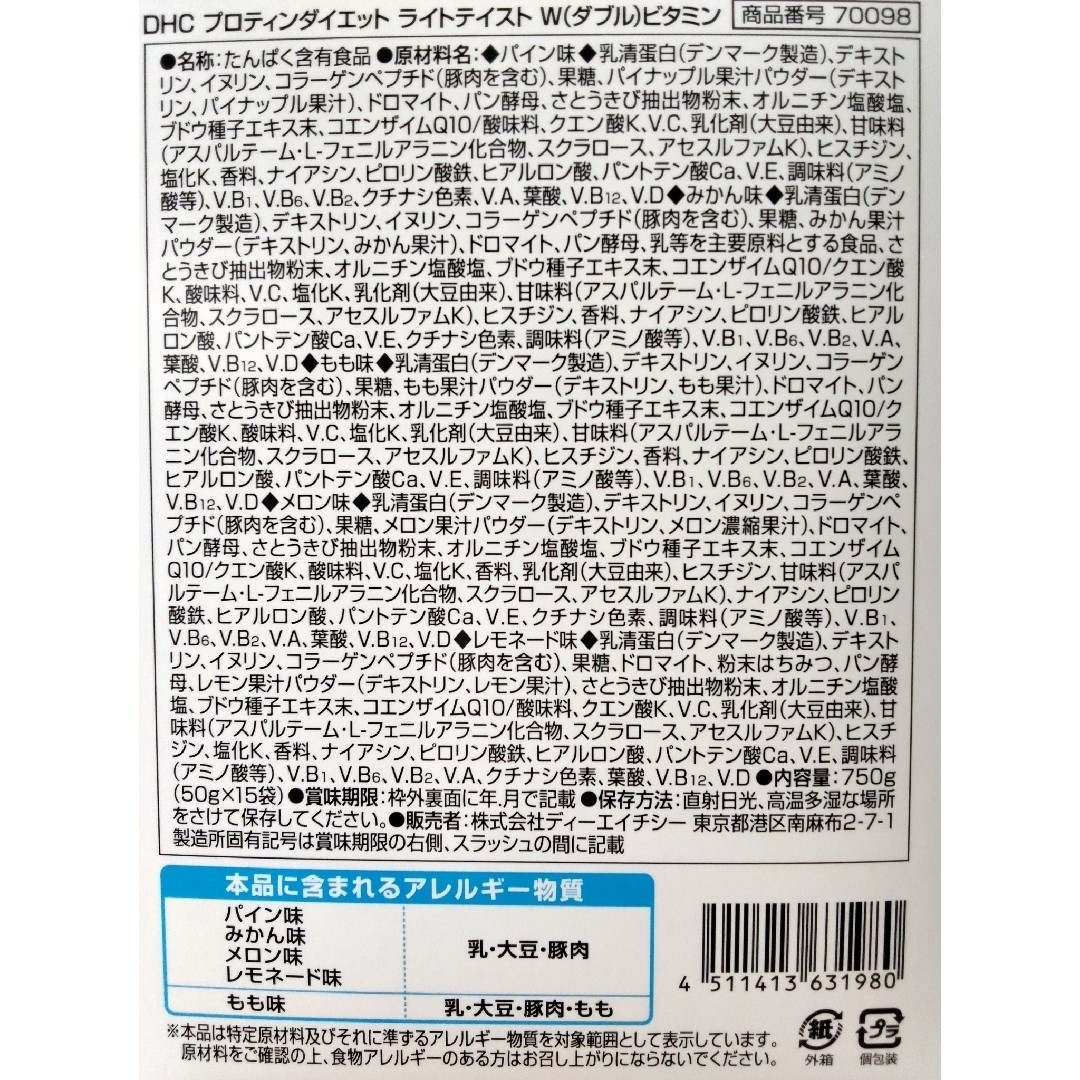 DHC プロティンダイエット ライトテイスト W(ダブル)ビタミン 商品番号 70098
●名称:たんぱく含有食品 ●原材料名:◆パイン味◆乳清蛋白(デンマーク製造)、デキスト
リン、イヌリン、コラーゲンペプチド(豚肉を含む)、果糖、パイナップル果汁パウダー(デキスト
リン、パイナップル果汁)、ドロマイト、パン酵母、さとうきび抽出物粉末、オルニチン塩酸塩、
ブドウ種子エキス末、コエンザイムQ10/酸味料、クエン酸K、V.C、乳化剤(大豆由来)、甘味料
(アスパルテーム・L-フェニルアラニン化合物、スクラロース、アセスルファムK)、ヒスチジン、
塩化K、香料、ナイアシン、ピロリン酸鉄、ヒアルロン酸、パントテン酸Ca、V.E、調味料(アミノ
酸等)、V.B1、V.B6、V.B2、クチナシ色素、V.A、葉酸、V.B12、V.D◆みかん味◆乳清蛋白(デン
マーク製造)、デキストリン、イヌリン、コラーゲンペプチド(豚肉を含む)、果糖、みかん果汁
パウダー(デキストリン、みかん果汁)、ドロマイト、パン酵母、乳等を主要原料とする食品、さ
とうきび抽出物粉末、オルニチン塩酸塩、ブドウ種子エキス末、コエンザイムQ10/クエン酸
K、酸味料、V.C、塩化K、乳化剤(大豆由来)、甘味料(アスパルテーム・L-フェニルアラニン化
合物、スクラロース、アセスルファムK)、ヒスチジン、香料、ナイアシン、ピロリン酸鉄、ヒアル
ロン酸、パントテン酸Ca、V.E、クチナシ色素、調味料(アミノ酸等)、V.B1、V.B6、V.B2、V.A、
葉酸、V.B12、V.D◆もも味◆乳清蛋白(デンマーク製造)、デキストリン、イヌリン、コラーゲン
ペプチド(豚肉を含む)、果糖、もも果汁パウダー(デキストリン、もも果汁)、ドロマイト、パン
酵母、さとうきび抽出物粉末、オルニチン塩酸塩、ブドウ種子エキス末、コエンザイムQ10/ク
エン酸K、酸味料、V.C、塩化K、乳化剤(大豆由来)、甘味料(アスパルテーム・L-フェニルアラ
ニン化合物、スクラロース、アセスルファムK)、ヒスチジン、香料、ナイアシン、ピロリン酸鉄、
ヒアルロン酸、パントテン酸Ca、V.E、調味料(アミノ酸等)、V.B1、V.B6、V.B2、V.A、葉酸、
V.B12、V.D◆メロン味◆乳清蛋白(デンマーク製造)、デキストリン、イヌリン、コラーゲンペ
プチド(豚肉を含む)、果糖、メロン果汁パウダー(デキストリン、メロン濃縮果汁)、ドロマイト、
パン酵母、さとうきび抽出物粉末、オルニチン塩酸塩、ブドウ種子エキス末、コエンザイム
Q10/クエン酸K、酸味料、V.C、塩化K、香料、乳化剤(大豆由来)、ヒスチジン、甘味料(アスパ
ルテーム・L-フェニルアラニン化合物、スクラロース、アセスルファムK)、ナイアシン、ピロリン
酸鉄、ヒアルロン酸、パントテン酸Ca、V.E、クチナシ色素、調味料(アミノ酸等)、V.B1、
V.B6、V.B2、V.A、葉酸、V.B12、V.D◆レモネード味◆乳清蛋白(デンマーク製造)、デキスト
リン、イヌリン、コラーゲンペプチド(豚肉を含む)、果糖、ドロマイト、粉末はちみつ、パン酵
母、レモン果汁パウダー(デキストリン、レモン果汁)、さとうきび抽出物粉末、オルニチン塩酸
塩、ブドウ種子エキス末、コエンザイムQ10/酸味料、クエン酸K、V.C、乳化剤(大豆由来)、甘
味料(アスパルテーム・L-フェニルアラニン化合物、スクラロース、アセスルファムK)、ヒスチ
ジン、塩化K、香料、ナイアシン、ピロリン酸鉄、ヒアルロン酸、パントテン酸Ca、V.E、調味料
(アミノ酸等)、V.B1、V.B6、V.B2、V.A、クチナシ色素、葉酸、V.B12、V.D●内容量:750g
(50g×15袋)●賞味期限:枠外裏面に年.月で記載●保存方法:直射日光、高温多湿な場所
をさけて保存してください。●販売者:株式会社ディーエイチシー 東京都港区南麻布2-7-1
製造所固有記号は賞味期限の右側、スラッシュの間に記載
本品に含まれるアレルギー物質
パイン味
みかん味
メロン味
レモネード味
乳・大豆・豚肉
もも味 乳・大豆・豚肉・もも
4 511413 631980
紙 外箱
プラ 個包装
※本品は特定原材料及びそれに準ずるアレルギー物質を対象範囲として表示しています。
原材料をご確認の上、食物アレルギーのある方はお召し上がりにならないでください。